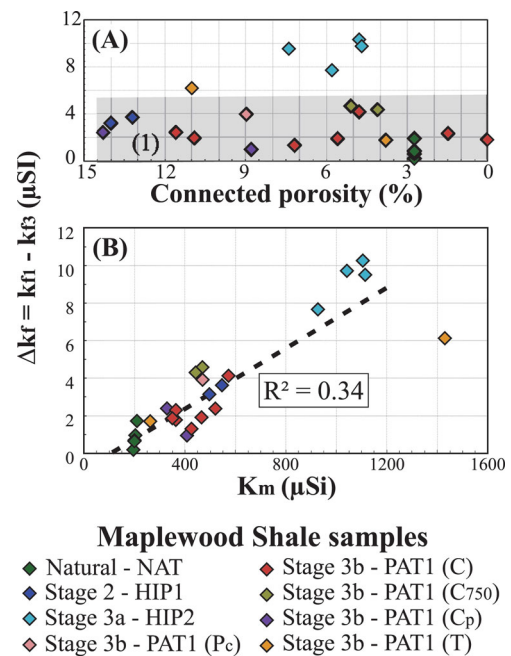 (A)
12
8
4
0
(1)
15
12
9
6
3
0
Connected porosity (%)
Δkf = kf1 - kf3 (μSI)
(B)
12
10
8
6
4
2
0
R² = 0.34
0
400
800
1200
1600
Km (μSi)
Maplewood Shale samples
Natural - NAT
Stage 2 - HIP1
Stage 3a - HIP2
Stage 3b - PAT1 (Pc)
Stage 3b - PAT1 (C)
Stage 3b - PAT1 (C750)
Stage 3b - PAT1 (Cp)
Stage 3b - PAT1 (T)